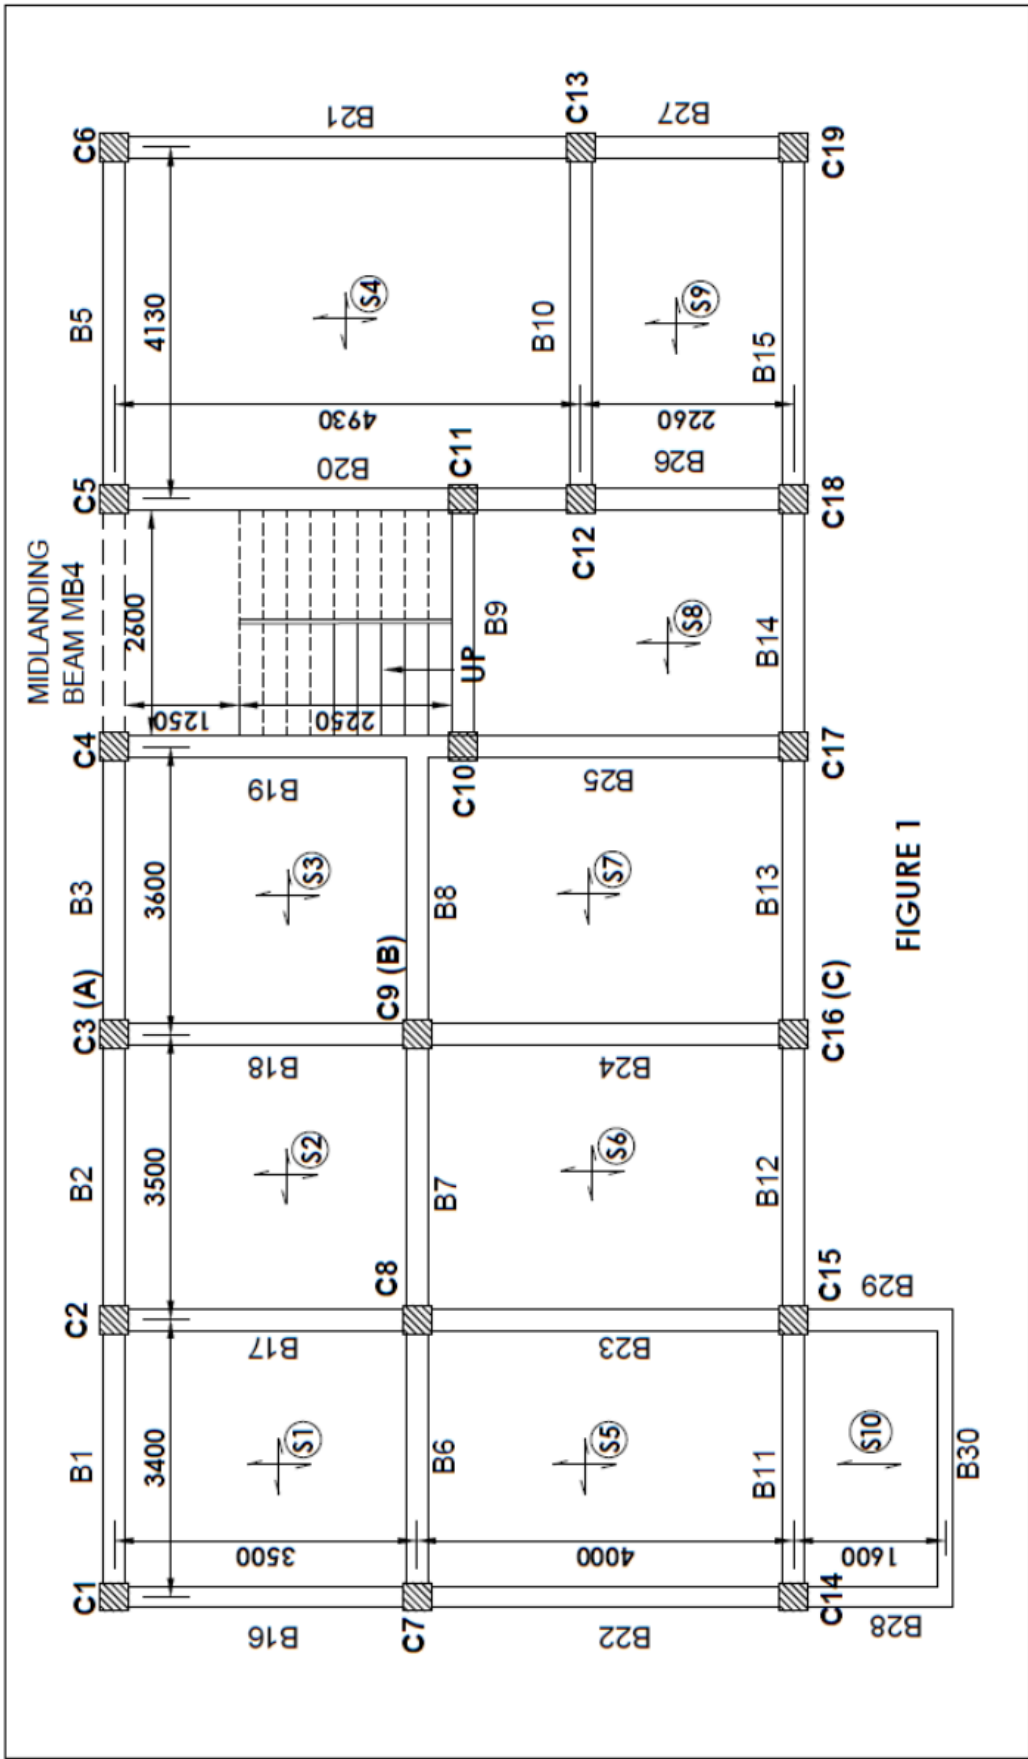 MIDLANDING
BEAM MB4
C1
B1
C2
B2
C3 (A)
B3
C4
C5
B5
C6
3400
3500
3600
2600
4130
1250
B16
3500
S1
B17
B18
S2
B19
S3
2250
B20
4930
S4
B21
C7
B6
C8
B7
C9 (B)
B8
C10
UP
B9
C11
B10
C12
C13
B22
4000
S5
B23
S6
B24
S7
B25
S8
B26
2260
S9
B27
C14
B11
C15
B12
C16 (C)
B13
C17
B14
C18
B15
C19
B28
1600
S10
B29
B30
FIGURE 1